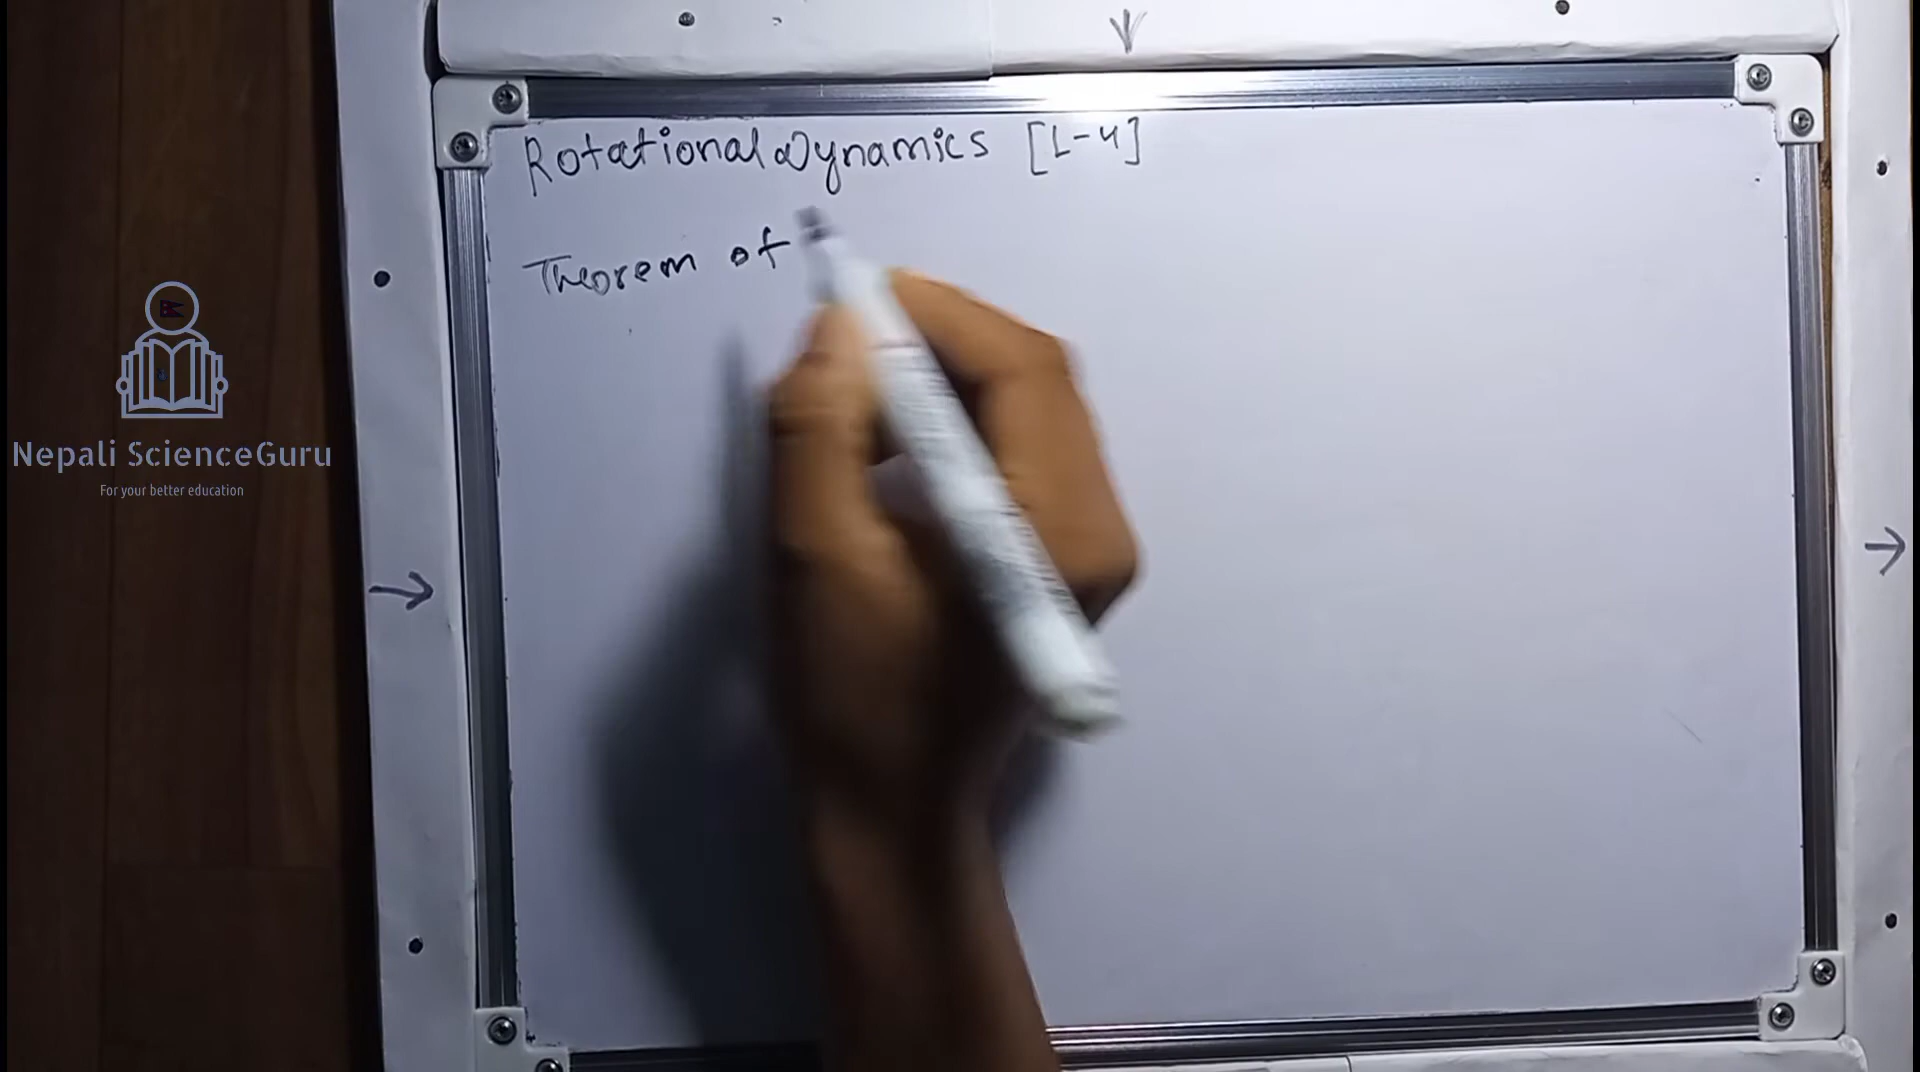 Rotational Dynamics [L-4]
Theorem of
Nepali ScienceGuru
For your better education